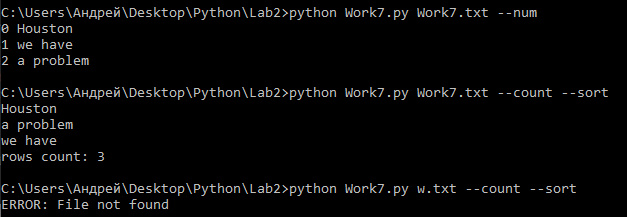 C:\Users\Андрей\Desktop\Python\Lab2>python Work7.py Work7.txt --num
0 Houston
1 we have
2 a problem
C:\Users\Андрей\Desktop\Python\Lab2>python Work7.py Work7.txt --count --sort
Houston
a problem
we have
rows count: 3
C:\Users\Андрей\Desktop\Python\Lab2>python Work7.py w.txt --count --sort
ERROR: File not found